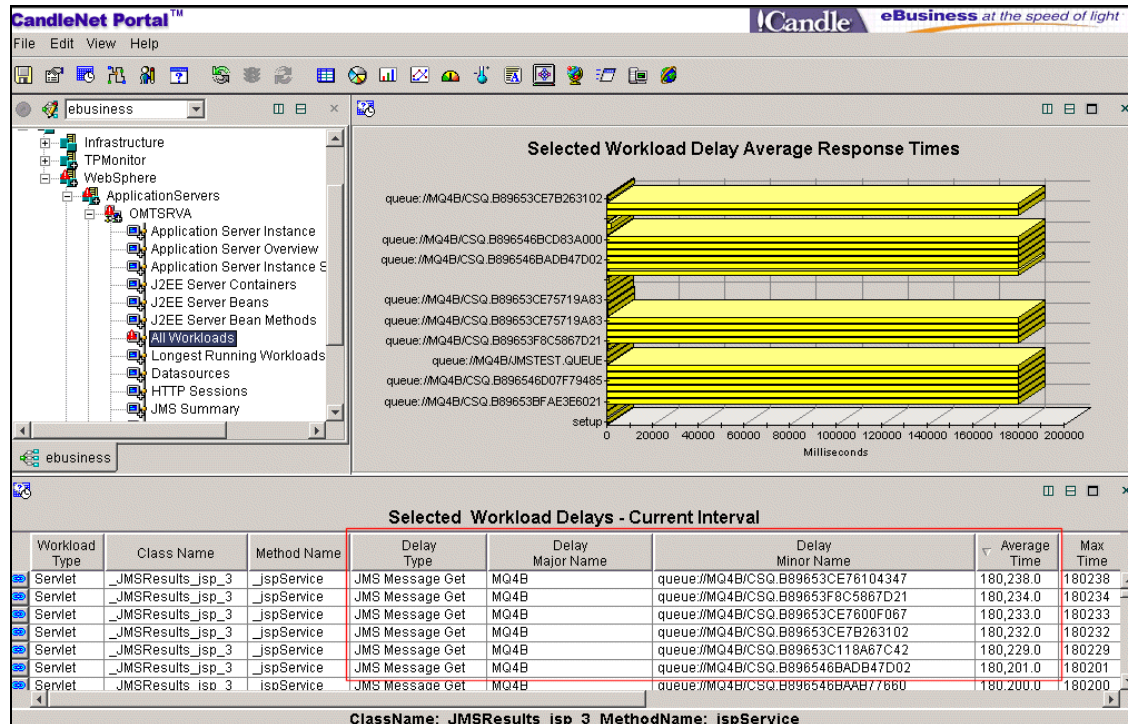 CandleNet Portal™
!Candle eBusiness at the speed of light
File Edit View Help
ebusiness
Infrastructure
TPMonitor
WebSphere
ApplicationServers
OMTSRVA
Application Server Instance
Application Server Overview
Application Server Instance S
J2EE Server Containers
J2EE Server Beans
J2EE Server Bean Methods
All Workloads
Longest Running Workloads
Datasources
HTTP Sessions
JMS Summary
ebusiness
Selected Workload Delay Average Response Times
queue://MQ4B/CSQ.B89653CE7B263102
queue://MQ4B/CSQ.B896546BCD83A000
queue://MQ4B/CSQ.B896546BADB47D02
queue://MQ4B/CSQ.B89653CE75719A83
queue://MQ4B/CSQ.B89653CE75719A83
queue://MQ4B/CSQ.B89653F8C5867D21
queue://MQ4B/JMSTEST.QUEUE
queue://MQ4B/CSQ.B896546D07F79485
queue://MQ4B/CSQ.B89653BFAE3E6021
setup
0 20000 40000 60000 80000 100000 120000 140000 160000 180000 200000
Milliseconds
Selected Workload Delays - Current Interval
Workload Type Class Name Method Name Delay Type Delay Major Name Delay Minor Name Average Time Max Time
Servlet _JMSResults_jsp_3 _jspService JMS Message Get MQ4B queue://MQ4B/CSQ.B89653CE76104347 180,238.0 180238
Servlet _JMSResults_jsp_3 _jspService JMS Message Get MQ4B queue://MQ4B/CSQ.B89653F8C5867D21 180,234.0 180234
Servlet _JMSResults_jsp_3 _jspService JMS Message Get MQ4B queue://MQ4B/CSQ.B89653CE7600F067 180,233.0 180233
Servlet _JMSResults_jsp_3 _jspService JMS Message Get MQ4B queue://MQ4B/CSQ.B89653CE7B263102 180,232.0 180232
Servlet _JMSResults_jsp_3 _jspService JMS Message Get MQ4B queue://MQ4B/CSQ.B89653C118A67C42 180,229.0 180229
Servlet _JMSResults_jsp_3 _jspService JMS Message Get MQ4B queue://MQ4B/CSQ.B896546BADB47D02 180,201.0 180201
Servlet _JMSResults_jsp_3 _jspService JMS Message Get MQ4B queue://MQ4B/CSQ.B896546BAAB77660 180,200.0 180200
ClassName: _JMSResults_jsp_3 MethodName: _jspService